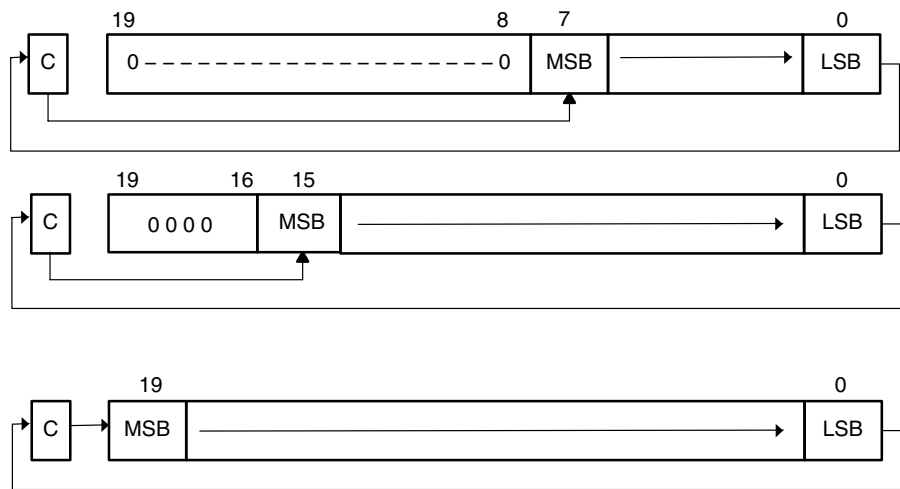 19 8 7 0
C 0 – – – – – – – – – – – – – – – – – – – – 0 MSB LSB
19 16 15 0
C 0 0 0 0 MSB LSB
19 0
C MSB LSB